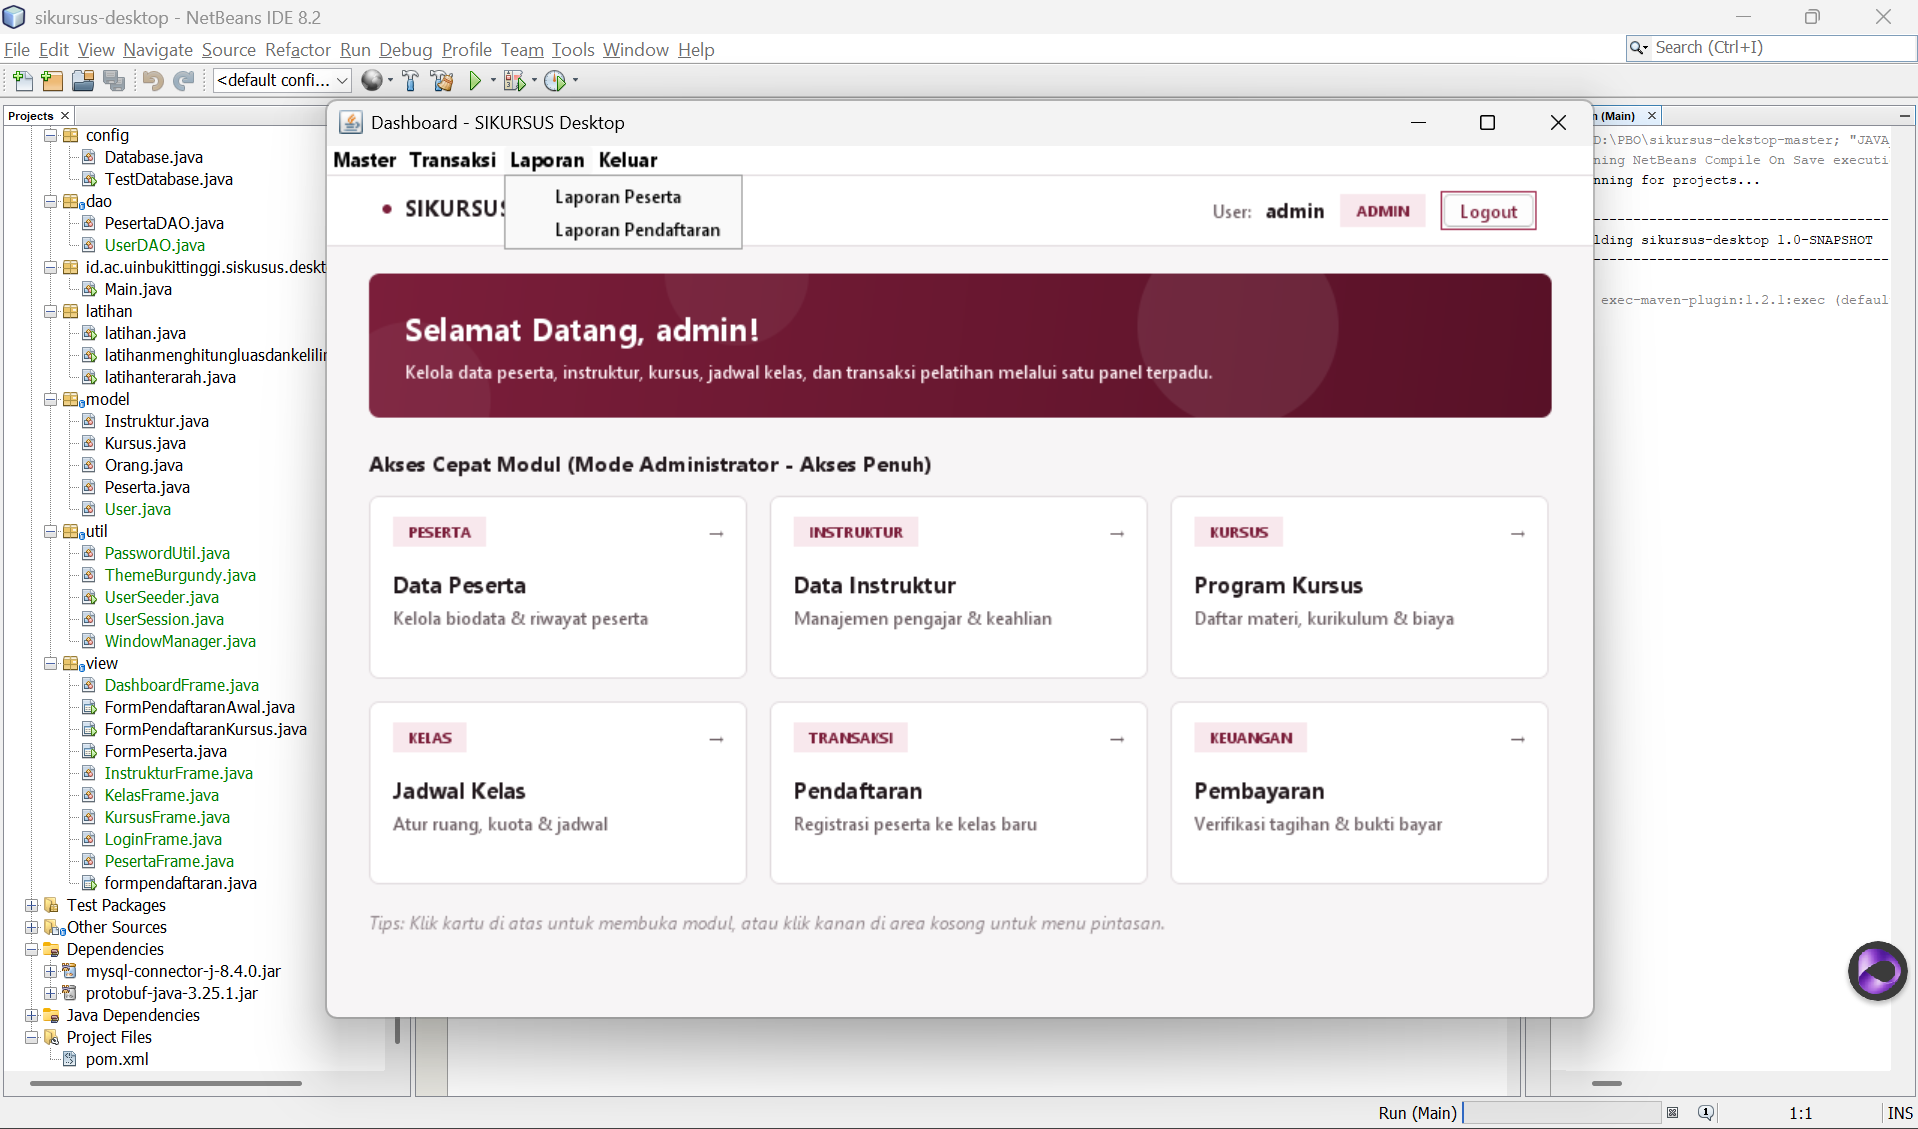 sikursus-desktop - NetBeans IDE 8.2
File Edit View Navigate Source Refactor Run Debug Profile Team Tools Window Help
Search (Ctrl+I)
<default confi...
Projects
config
Database.java
TestDatabase.java
dao
PesertaDAO.java
UserDAO.java
id.ac.uinbukittinggi.siskusus.deskt
Main.java
latihan
latihan.java
latihanmenghitungluasdankelilir
latihanterarah.java
model
Instruktur.java
Kursus.java
Orang.java
Peserta.java
User.java
util
PasswordUtil.java
ThemeBurgundy.java
UserSeeder.java
UserSession.java
WindowManager.java
view
DashboardFrame.java
FormPendaftaranAwal.java
FormPendaftaranKursus.java
FormPeserta.java
InstrukturFrame.java
KelasFrame.java
KursusFrame.java
LoginFrame.java
PesertaFrame.java
formpendaftaran.java
Test Packages
Other Sources
Dependencies
mysql-connector-j-8.4.0.jar
protobuf-java-3.25.1.jar
Java Dependencies
Project Files
pom.xml
Dashboard - SIKURSUS Desktop
Master Transaksi Laporan Keluar
Laporan Peserta
Laporan Pendaftaran
• SIKURSUS
User: admin ADMIN Logout
Selamat Datang, admin!
Kelola data peserta, instruktur, kursus, jadwal kelas, dan transaksi pelatihan melalui satu panel terpadu.
Akses Cepat Modul (Mode Administrator - Akses Penuh)
PESERTA →
Data Peserta
Kelola biodata & riwayat peserta
INSTRUKTUR →
Data Instruktur
Manajemen pengajar & keahlian
KURSUS →
Program Kursus
Daftar materi, kurikulum & biaya
KELAS →
Jadwal Kelas
Atur ruang, kuota & jadwal
TRANSAKSI →
Pendaftaran
Registrasi peserta ke kelas baru
KEUANGAN →
Pembayaran
Verifikasi tagihan & bukti bayar
Tips: Klik kartu di atas untuk membuka modul, atau klik kanan di area kosong untuk menu pintasan.
(Main)
D:\PBO\sikursus-dekstop-master; "JAVA_
ning NetBeans Compile On Save executi
nning for projects...
lding sikursus-desktop 1.0-SNAPSHOT
exec-maven-plugin:1.2.1:exec (defaul
Run (Main)
1
1:1
INS